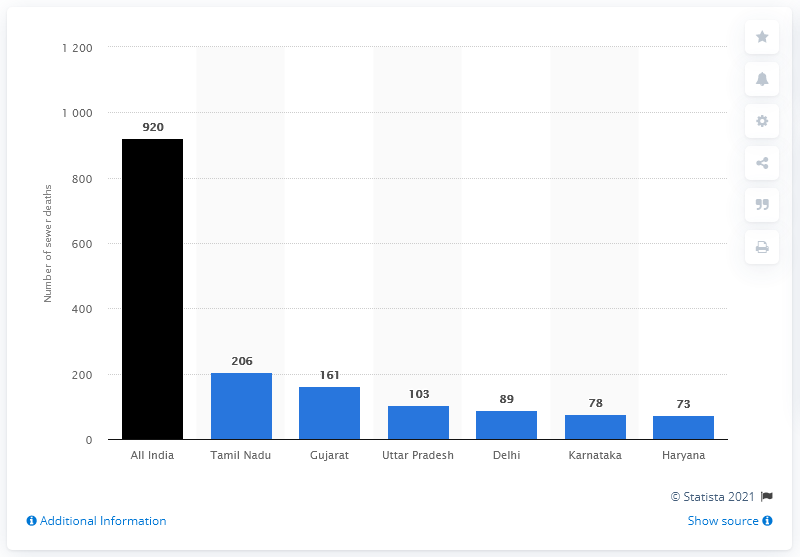 1 200
1 000
800
600
400
200
0
Number of sewer deaths
920
206
161
103
89
78
73
All India
Tamil Nadu
Gujarat
Uttar Pradesh
Delhi
Karnataka
Haryana
© Statista 2021
Additional Information
Show source